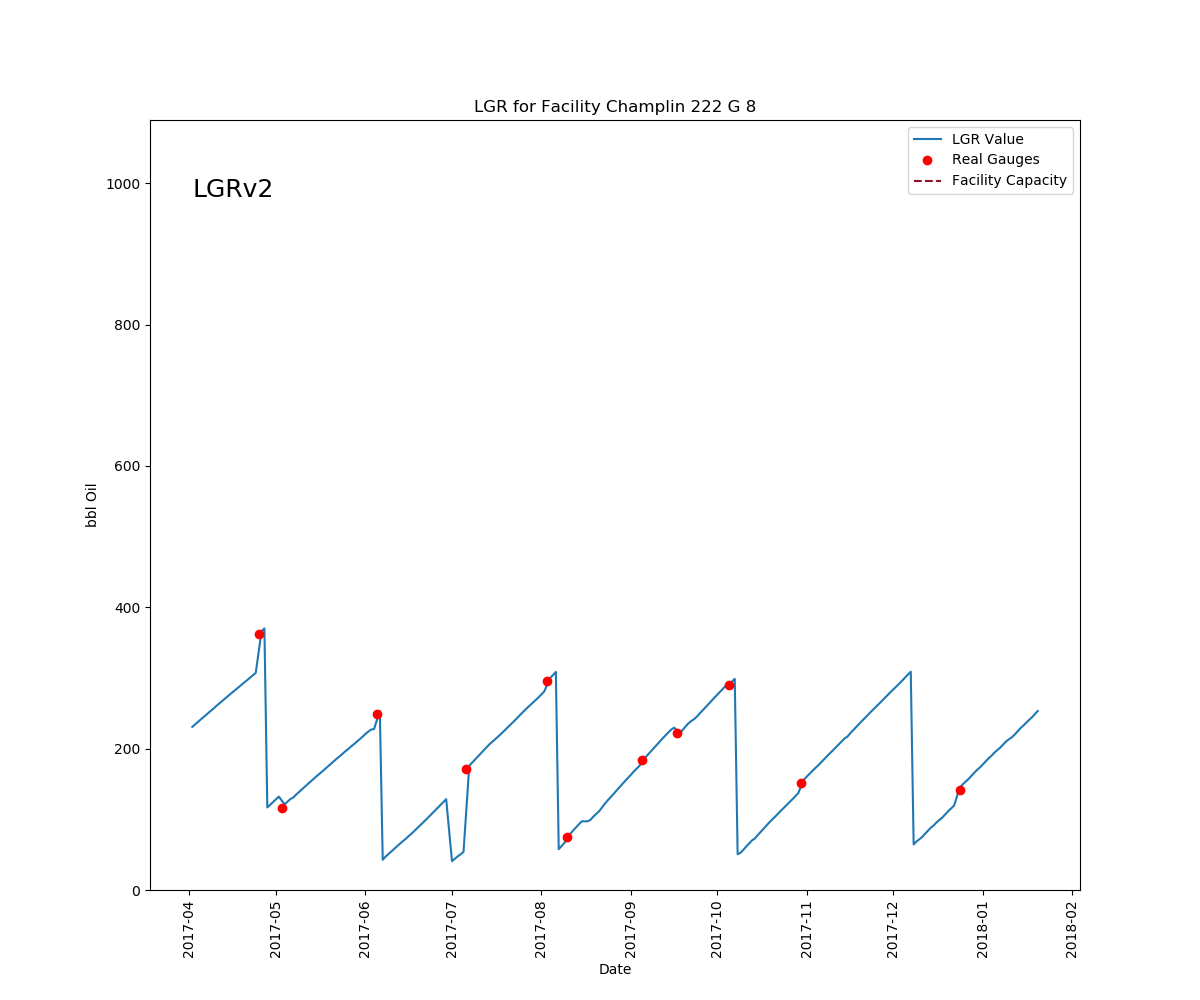 LGR for Facility Champlin 222 G 8
LGR Value
Real Gauges
Facility Capacity
LGRv2
bbl Oil
1000
800
600
400
200
0
2017-04
2017-05
2017-06
2017-07
2017-08
2017-09
2017-10
2017-11
2017-12
2018-01
2018-02
Date